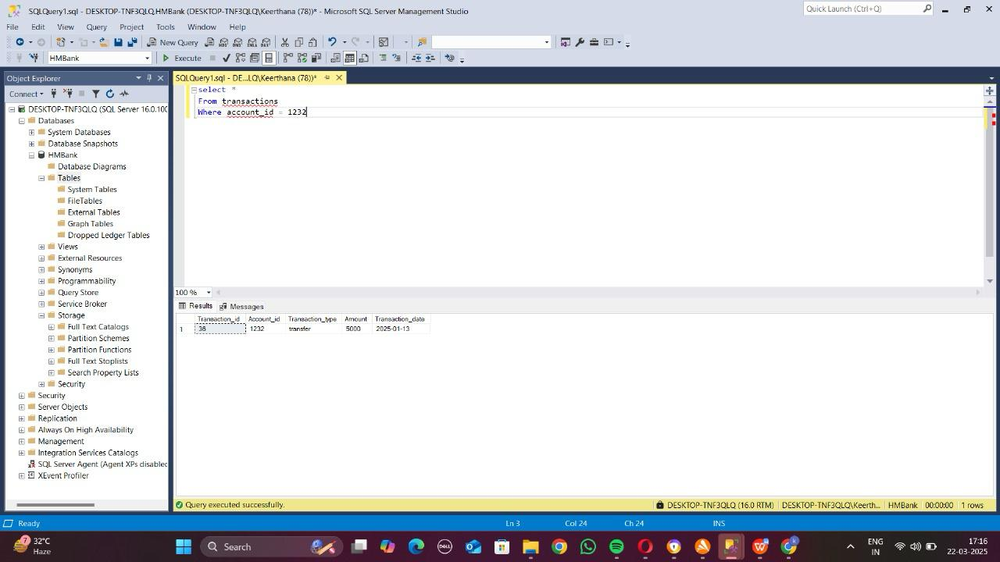 SQLQuery1.sql - DESKTOP-TNF3QLQ.HMBank (DESKTOP-TNF3QLQ\Keerthana (78))* - Microsoft SQL Server Management Studio
Quick Launch (Ctrl+Q)
File Edit View Query Project Tools Window Help
New Query
HMBank Execute
Object Explorer
SQLQuery1.sql - DE...LQ\Keerthana (78))*
Connect
DESKTOP-TNF3QLQ (SQL Server 16.0.100
Databases
System Databases
Database Snapshots
HMBank
Database Diagrams
Tables
System Tables
FileTables
External Tables
Graph Tables
Dropped Ledger Tables
Views
External Resources
Synonyms
Programmability
Query Store
Service Broker
Storage
Full Text Catalogs
Partition Schemes
Partition Functions
Full Text Stoplists
Search Property Lists
Security
Security
Server Objects
Replication
Always On High Availability
Management
Integration Services Catalogs
SQL Server Agent (Agent XPs disabled
XEvent Profiler
select *
From transactions
Where account_id = 1232
100 %
Results Messages
Transaction_id Account_id Transaction_type Amount Transaction_date
1 38 1232 transfer 5000 2025-01-13
Query executed successfully. DESKTOP-TNF3QLQ (16.0 RTM) DESKTOP-TNF3QLQ\Keerth... HMBank 00:00:00 1 rows
Ready Ln 3 Col 24 Ch 24 INS
7
32°C
Haze
Search
DELL
ENG
IN
17:16
22-03-2025